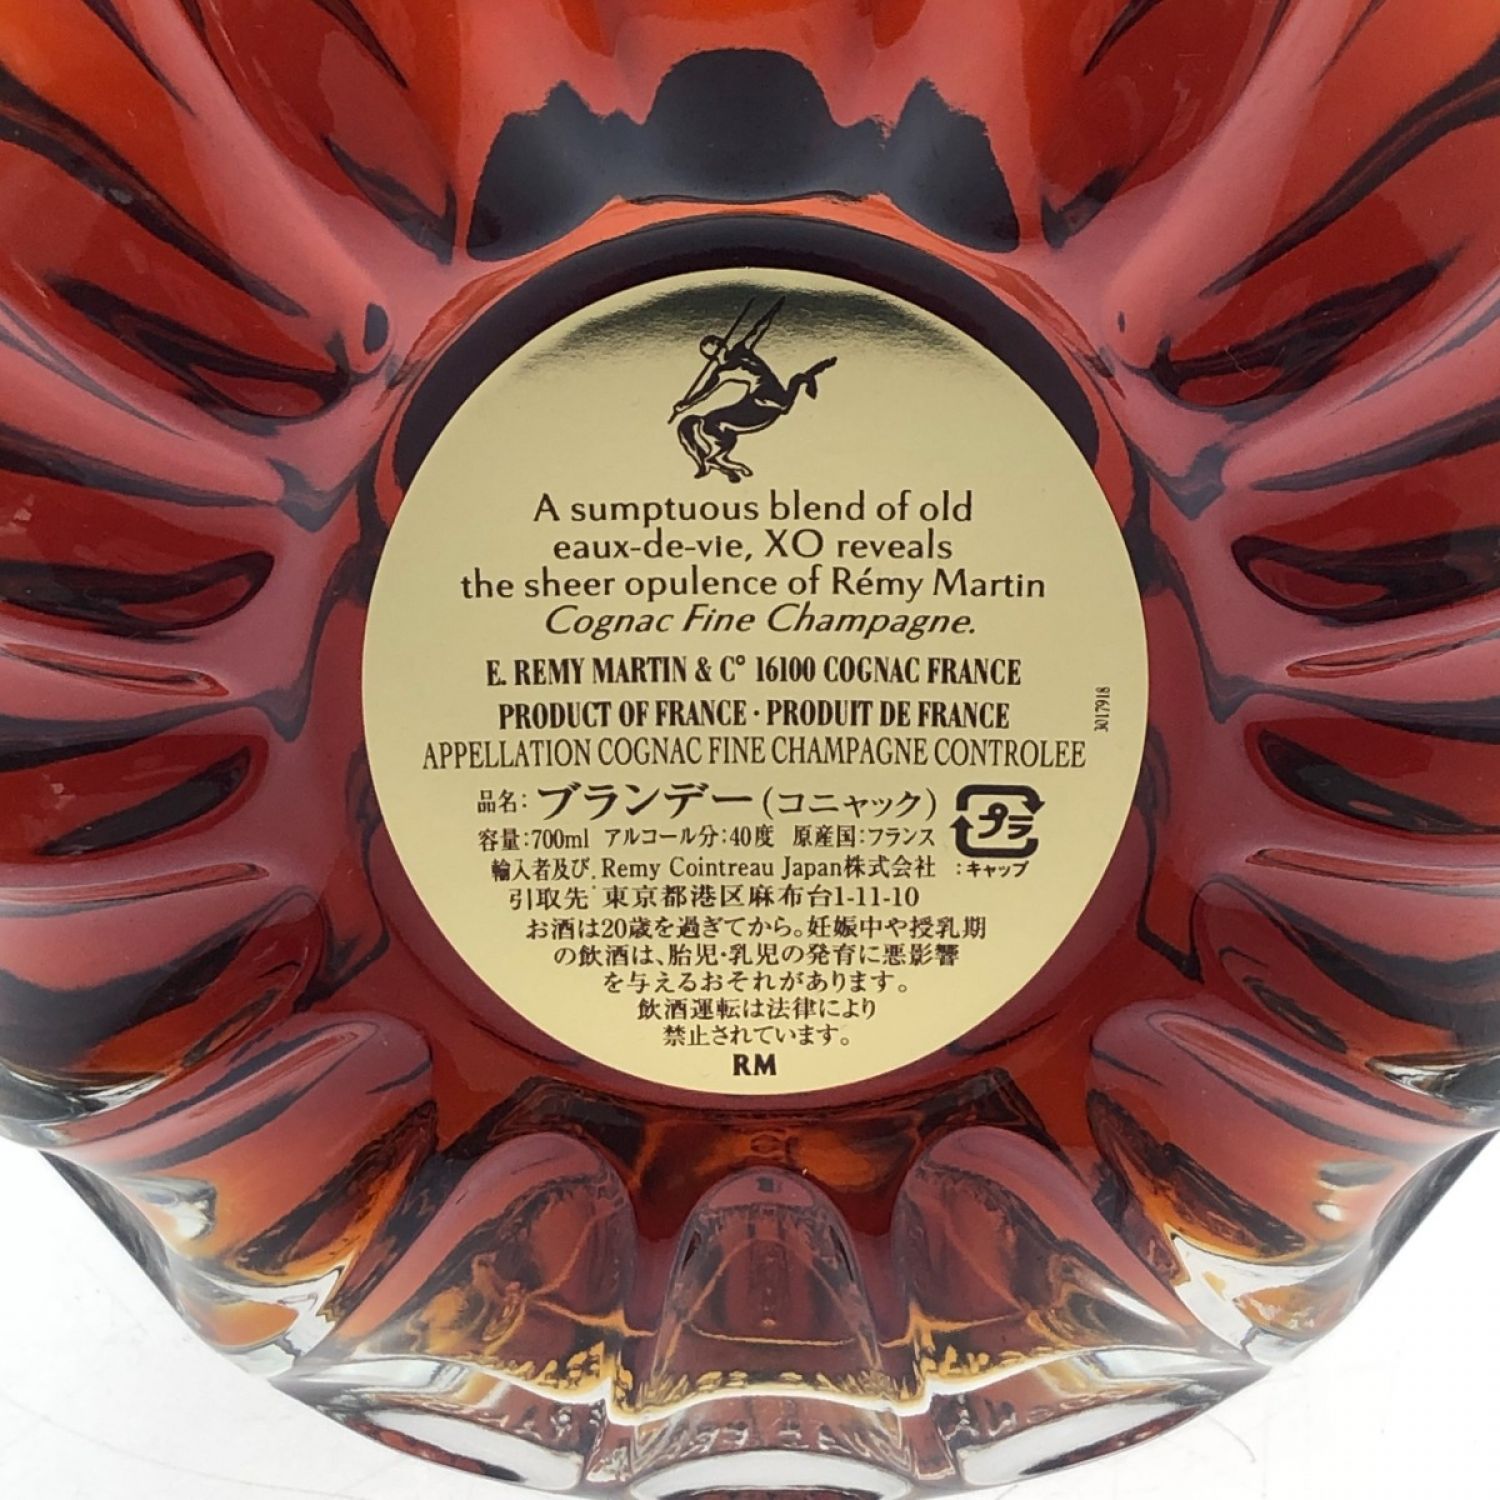 A sumptuous blend of old
eaux-de-vie, XO reveals
the sheer opulence of Rémy Martin
Cognac Fine Champagne.
E. REMY MARTIN & Cº 16100 COGNAC FRANCE
PRODUCT OF FRANCE · PRODUIT DE FRANCE
APPELLATION COGNAC FINE CHAMPAGNE CONTROLEE
3017918
品名:ブランデー(コニャック)
プラ
容量:700ml アルコール分:40度 原産国:フランス
輸入者及び Remy Cointreau Japan株式会社 :キャップ
引取先 東京都港区麻布台1-11-10
お酒は20歳を過ぎてから。妊娠中や授乳期
の飲酒は、胎児・乳児の発育に悪影響
を与えるおそれがあります。
飲酒運転は法律により
禁止されています。
RM